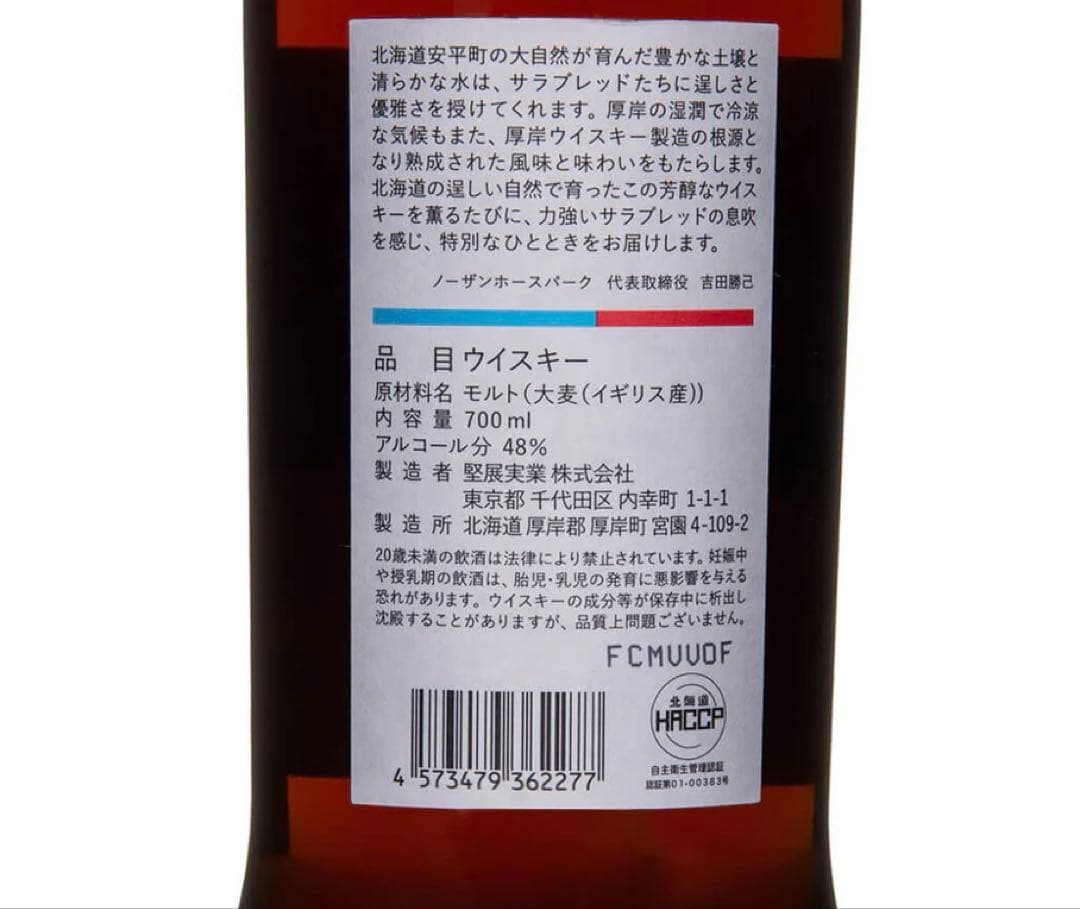 北海道安平町の大自然が育んだ豊かな土壌と
清らかな水は、サラブレッドたちに逞しさと
優雅さを授けてくれます。厚岸の湿潤で冷涼
な気候もまた、厚岸ウイスキー製造の根源と
なり熟成された風味と味わいをもたらします。
北海道の逞しい自然で育ったこの芳醇なウイス
キーを薫るたびに、力強いサラブレッドの息吹
を感じ、特別なひとときをお届けします。
ノーザンホースパーク 代表取締役 吉田勝己
品 目 ウイスキー
原材料名 モルト(大麦(イギリス産))
内容量 700ml
アルコール分 48%
製造者 堅展実業 株式会社
東京都 千代田区 内幸町 1-1-1
製造所 北海道 厚岸郡 厚岸町 宮園 4-109-2
20歳未満の飲酒は法律により禁止されています。妊娠中
や授乳期の飲酒は、胎児・乳児の発育に悪影響を与える
恐れがあります。ウイスキーの成分等が保存中に析出し
沈殿することがありますが、品質上問題ございません。
FCMVVOF
北海道
HACCP
自主衛生管理認証
認証第01-00383号
4 573479 362277